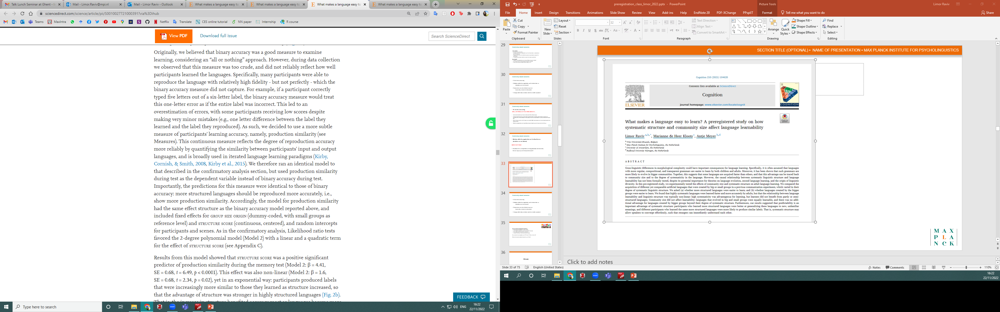 Talk Lunch Seminar at Ghent - li
Mail - Limor.Raviv@mpi.nl
Mail - Limor Raviv - Outlook
What makes a language easy to
What makes a language easy to
What makes a language easy to
What makes a language easy to
sciencedirect.com/science/article/pii/S0010027721000391?via%3Dihub
Teams
MaxIntra
Netflix
Translate
CES online tutorial
NN paper
Internship
R course
View PDF
Download full issue
Search ScienceDirect
Originally, we believed that binary accuracy was a good measure to examine
learning, considering an “all or nothing” approach. However, during data collection
we observed that this measure was too crude, and did not reliably reflect how well
participants learned the languages. Specifically, many participants were able to
reproduce the language with relatively high fidelity - but not perfectly - which the
binary accuracy measure did not capture. For example, if a participant correctly
typed five letters out of a six-letter label, the binary accuracy measure would treat
this one-letter error as if the entire label was incorrect. This led to an
overestimation of errors, with some participants receiving low scores despite
making very minor mistakes (e.g., one letter difference between the label they
learned and the label they reproduced). As such, we decided to use a more subtle
measure of participants' learning accuracy, namely, production similarity (see
Measures). This continuous measure reflects the degree of reproduction accuracy
more reliably by quantifying the similarity between participants' input and output
languages, and is broadly used in iterated language learning paradigms (Kirby,
Cornish, & Smith, 2008, Kirby et al., 2015). We therefore ran an identical model to
that described in the confirmatory analysis section, but used production similarity
during test as the dependent variable instead of binary accuracy during test.
Importantly, the predictions for this measure were identical to those of binary
accuracy: more structured languages should be reproduced more accurately, i.e.,
show more production similarity. Accordingly, the model for production similarity
had the same effect structure as the binary accuracy model reported above, and
included fixed effects for GROUP SIZE ORIGIN (dummy-coded, with small groups as
reference level) and STRUCTURE SCORE (continuous, centered), and random intercepts
for participants and scenes. As in the confirmatory analysis, Likelihood ratio tests
favored the 2-degree polynomial model (Model 2) with a linear and a quadratic term
for the effect of STRUCTURE SCORE (see Appendix C).
Results from this model showed that STRUCTURE SCORE was a positive significant
predictor of production similarity during the memory test (Model 2: β = 4.41,
SE = 0.68, t = 6.49, p < 0.0001). This effect was also non-linear (Model 2: β = 1.6,
SE = 0.68, t = 2.34, p = 0.02), yet in an exponential way: participants produced labels
that were increasingly more similar to those they learned as structure increased, so
that the advantage of structure was stronger in highly structured languages (Fig. 2b).
FEEDBACK
Type here to search
ENG
16:22
22/11/2022
preregistration_class_limor_2022.pptx - PowerPoint
Picture Tools
Limor Raviv
File
Home
Insert
Design
Transitions
Animations
Slide Show
Review
View
Add-ins
Help
EndNote 20
PDF-XChange
PPspliT
Format
Tell me what you want to do
Share
Paste
Cut
Copy
Format Painter
Clipboard
New Slide
Layout
Reset
Section
Slides
32
Font
Text Direction
Align Text
Convert to SmartArt
Paragraph
Arrange
Quick Styles
Shape Fill
Shape Outline
Shape Effects
Drawing
Find
Replace
Select
Editing
29
30
31
32
33
34
35
36
Break
SECTION TITLE (OPTIONAL) • NAME OF PRESENTATION • MAX PLANCK INSTITUTE FOR PSYCHOLINGUISTICS
Cognition 210 (2021) 104620
Contents lists available at ScienceDirect
Cognition
journal homepage: www.elsevier.com/locate/cognit
ELSEVIER
COGNITION
Check for updates
What makes a language easy to learn? A preregistered study on how
systematic structure and community size affect language learnability
Limor Raviv a,b,*, Marianne de Heer Kloots c, Antje Meyer b,d
a Vrije Universiteit Brussels, Belgium
b Max Planck Institute for Psycholinguistics, the Netherlands
c University of Amsterdam, the Netherlands
d Radboud University Nijmegen, the Netherlands
ABSTRACT
Cross-linguistic differences in morphological complexity could have important consequences for language learning. Specifically, it is often assumed that languages
with more regular, compositional, and transparent grammars are easier to learn by both children and adults. Moreover, it has been shown that such grammars are
more likely to evolve in bigger communities. Together, this suggests that some languages are acquired faster than others, and that this advantage can be traced back
to community size and to the degree of systematicity in the language. However, the causal relationship between systematic linguistic structure and language
learnability has not been formally tested, despite its potential importance for theories on language evolution, second language learning, and the origin of linguistic
diversity. In this pre-registered study, we experimentally tested the effects of community size and systematic structure on adult language learning. We compared the
acquisition of different yet comparable artificial languages that were created by big or small groups in a previous communication experiment, which varied in their
degree of systematic linguistic structure. We asked (a) whether more structured languages were easier to learn; and (b) whether languages created by the bigger
groups were easier to learn. We found that highly systematic languages were learned faster and more accurately by adults, but that the relationship between language
learnability and linguistic structure was typically non-linear: high systematicity was advantageous for learning, but learners did not benefit from partly or semi-
structured languages. Community size did not affect learnability: languages that evolved in big and small groups were equally learnable, and there was no addi-
tional advantage for languages created by bigger groups beyond their degree of systematic structure. Furthermore, our results suggested that predictability is an
important advantage of systematic structure: participants who learned more structured languages were better at generalizing these languages to new, unfamiliar
meanings, and different participants who learned the same more structured languages were more likely to produce similar labels. That is, systematic structure may
allow speakers to converge effectively, such that strangers can immediately understand each other.
MAX
PLA
NCK
Click to add notes
Slide 33 of 75
English (United States)
Notes
Comments
110%
16:22
22/11/2022